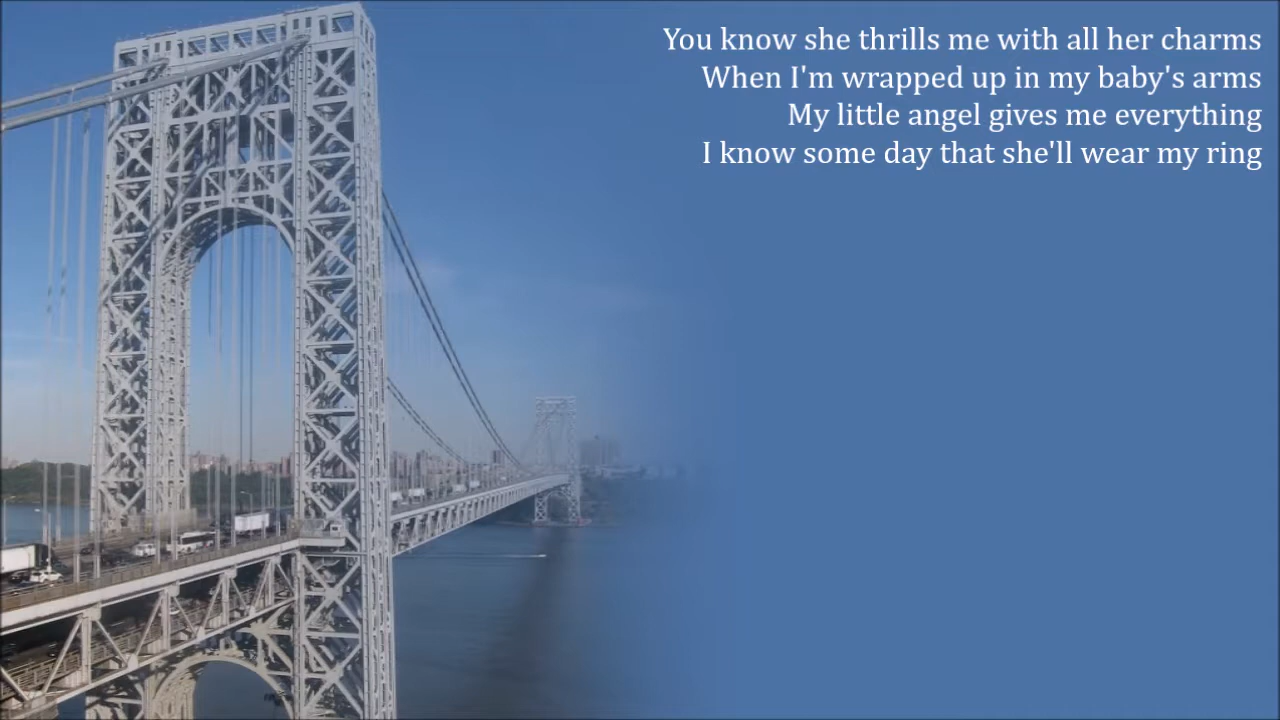 You know she thrills me with all her charms
When I'm wrapped up in my baby's arms
My little angel gives me everything
I know some day that she'll wear my ring